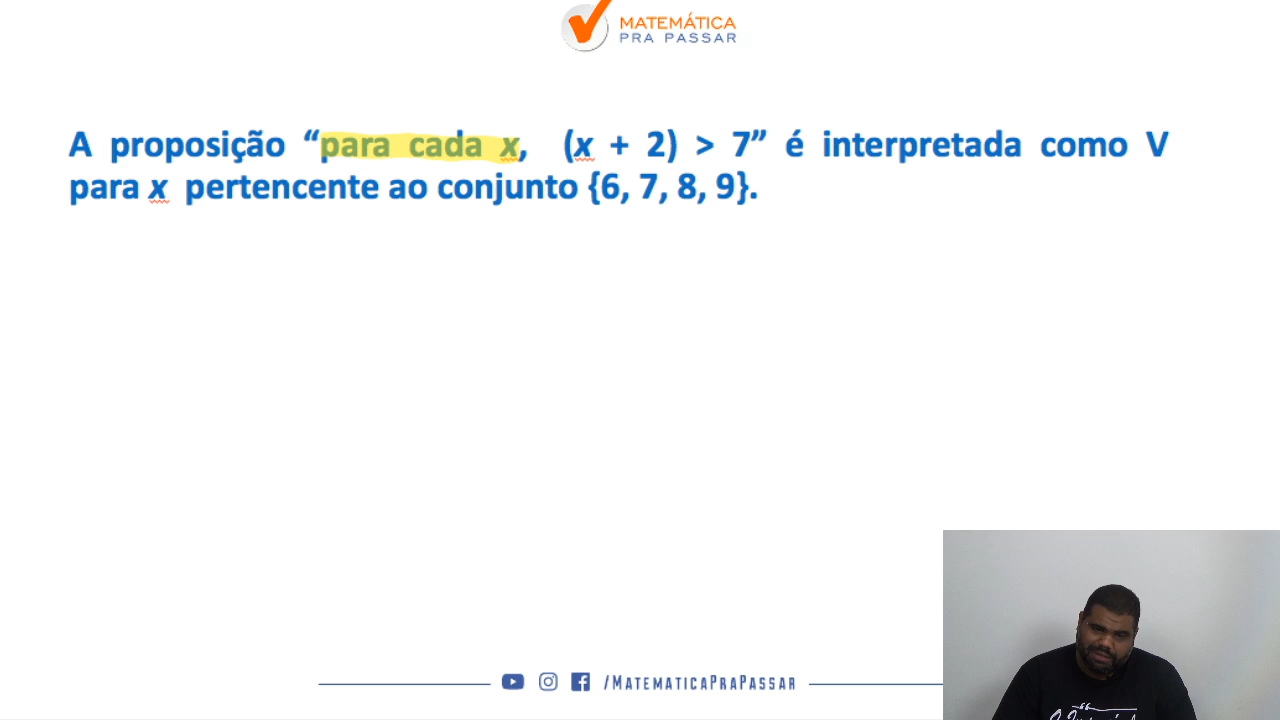 MATEMÁTICA
PRA PASSAR
A proposição “para cada x, (x + 2) > 7” é interpretada como V
para x pertencente ao conjunto {6, 7, 8, 9}.
/MATEMATICAPRAPASSAR